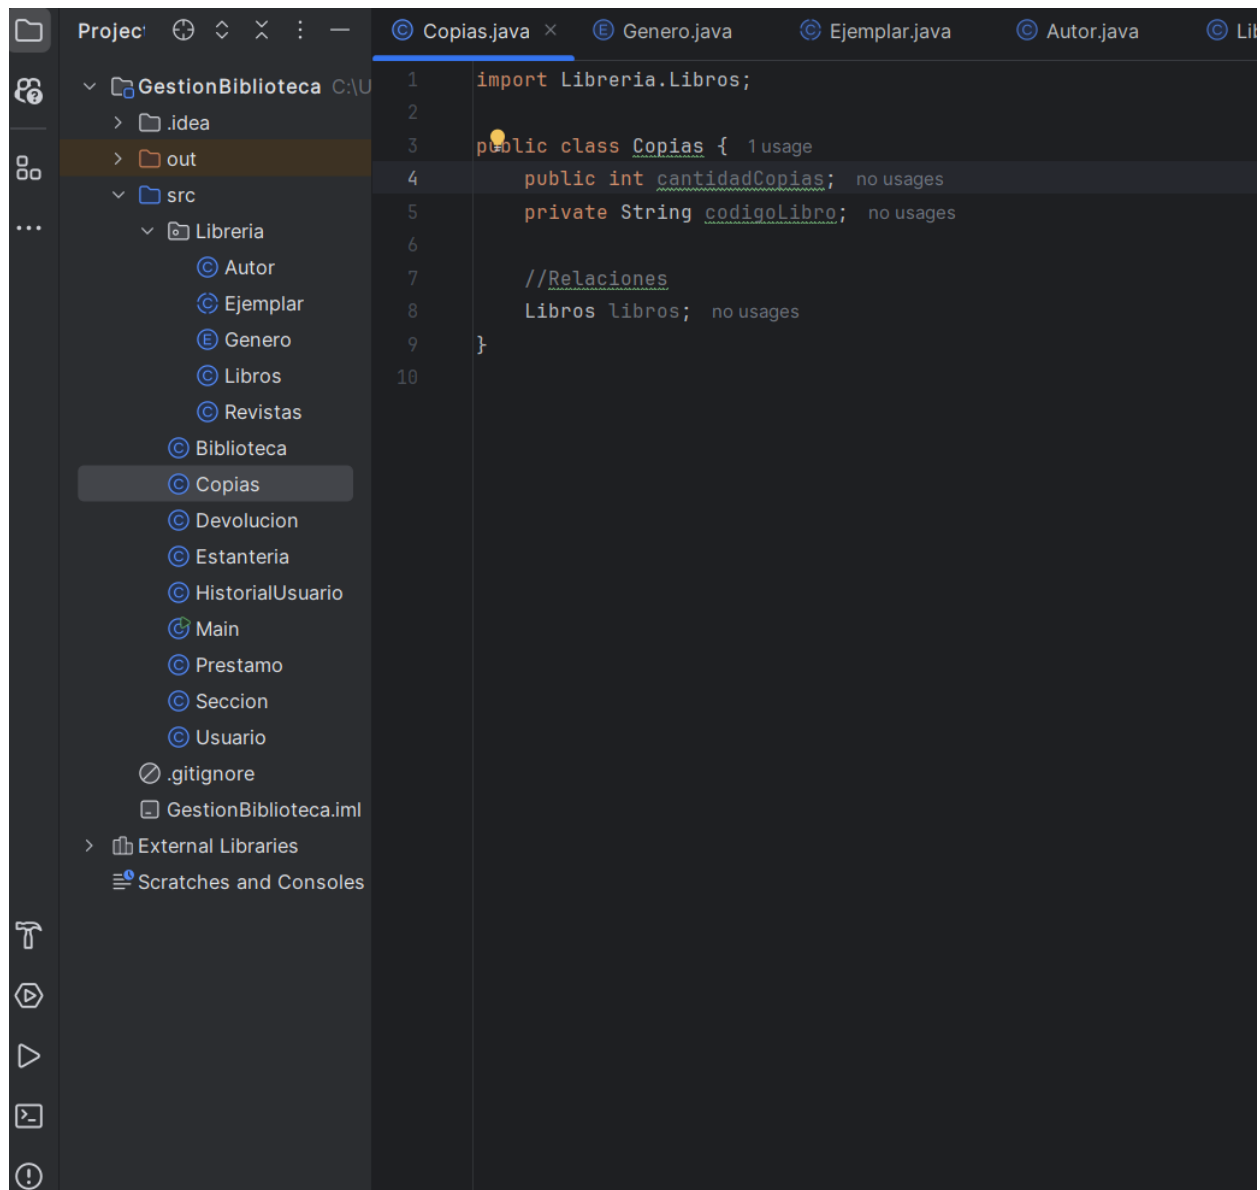 Projec
Copias.java
Genero.java
Ejemplar.java
Autor.java
Lib
GestionBiblioteca C:\U
.idea
out
src
Libreria
Autor
Ejemplar
Genero
Libros
Revistas
Biblioteca
Copias
Devolucion
Estanteria
HistorialUsuario
Main
Prestamo
Seccion
Usuario
.gitignore
GestionBiblioteca.iml
External Libraries
Scratches and Consoles
1 import Libreria.Libros;
2
3 public class Copias { 1 usage
4 public int cantidadCopias; no usages
5 private String codigoLibro; no usages
6
7 //Relaciones
8 Libros libros; no usages
9 }
10